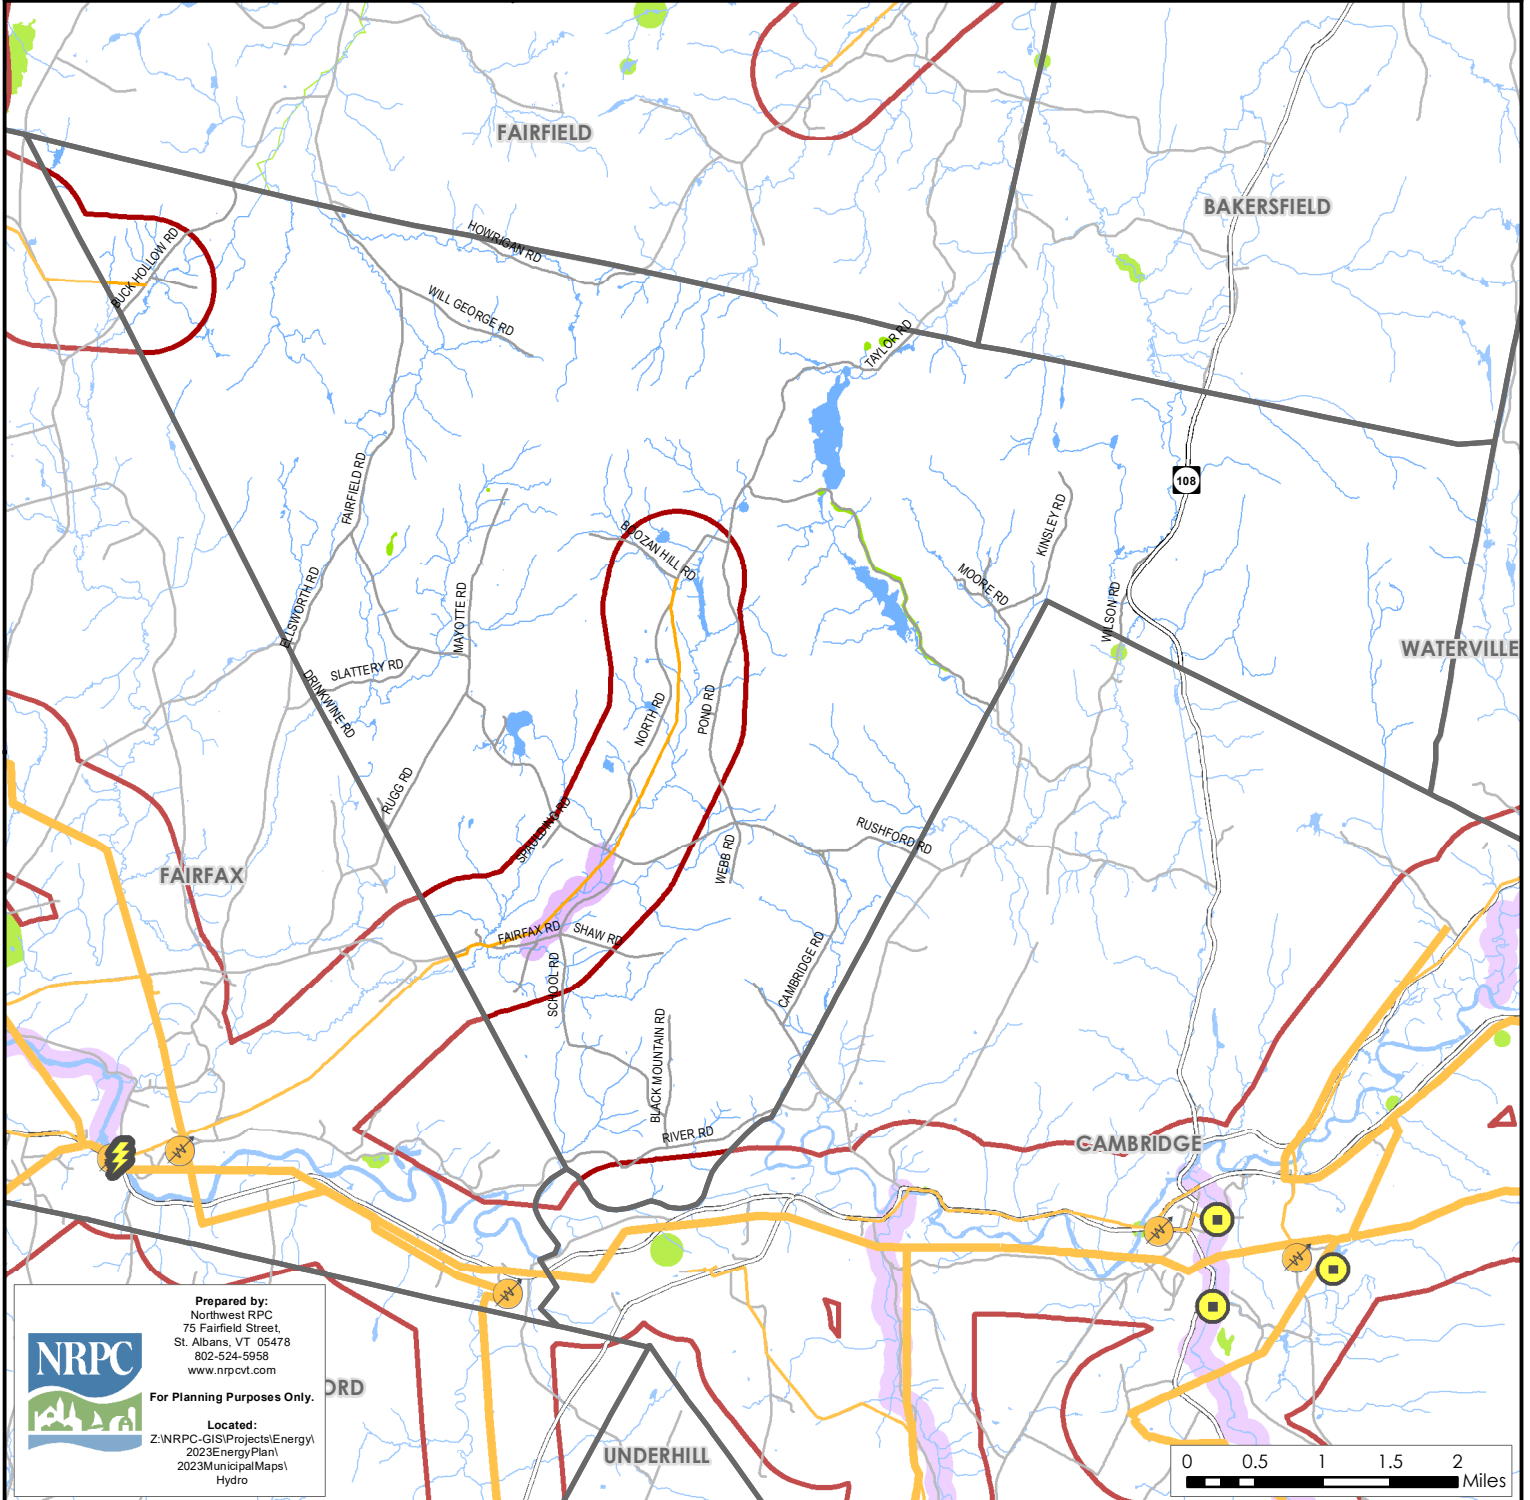 FAIRFIELD
BAKERSFIELD
HOWRIGAN RD
BUCK HOLLOW RD
WILL GEORGE RD
TAYLOR RD
108
FAIRFIELD RD
KINSLEY RD
BOOZAN HILL RD
MOORE RD
ELLSWORTH RD
MAYOTTE RD
WILSON RD
WATERVILLE
SLATTERY RD
DRINKWINE RD
NORTH RD
POND RD
RUGG RD
SPAULDING RD
RUSHFORD RD
WEBB RD
FAIRFAX
FAIRFAX RD
SHAW RD
SCHOOL RD
CAMBRIDGE RD
BLACK MOUNTAIN RD
RIVER RD
CAMBRIDGE
W
W
W
W
ORD
UNDERHILL
NRPC
Prepared by:
Northwest RPC
75 Fairfield Street,
St. Albans, VT 05478
802-524-5958
www.nrpcvt.com
For Planning Purposes Only.
Located:
Z:\NRPC-GIS\Projects\Energy\
2023EnergyPlan\
2023MunicipalMaps\
Hydro
0 0.5 1 1.5 2
Miles